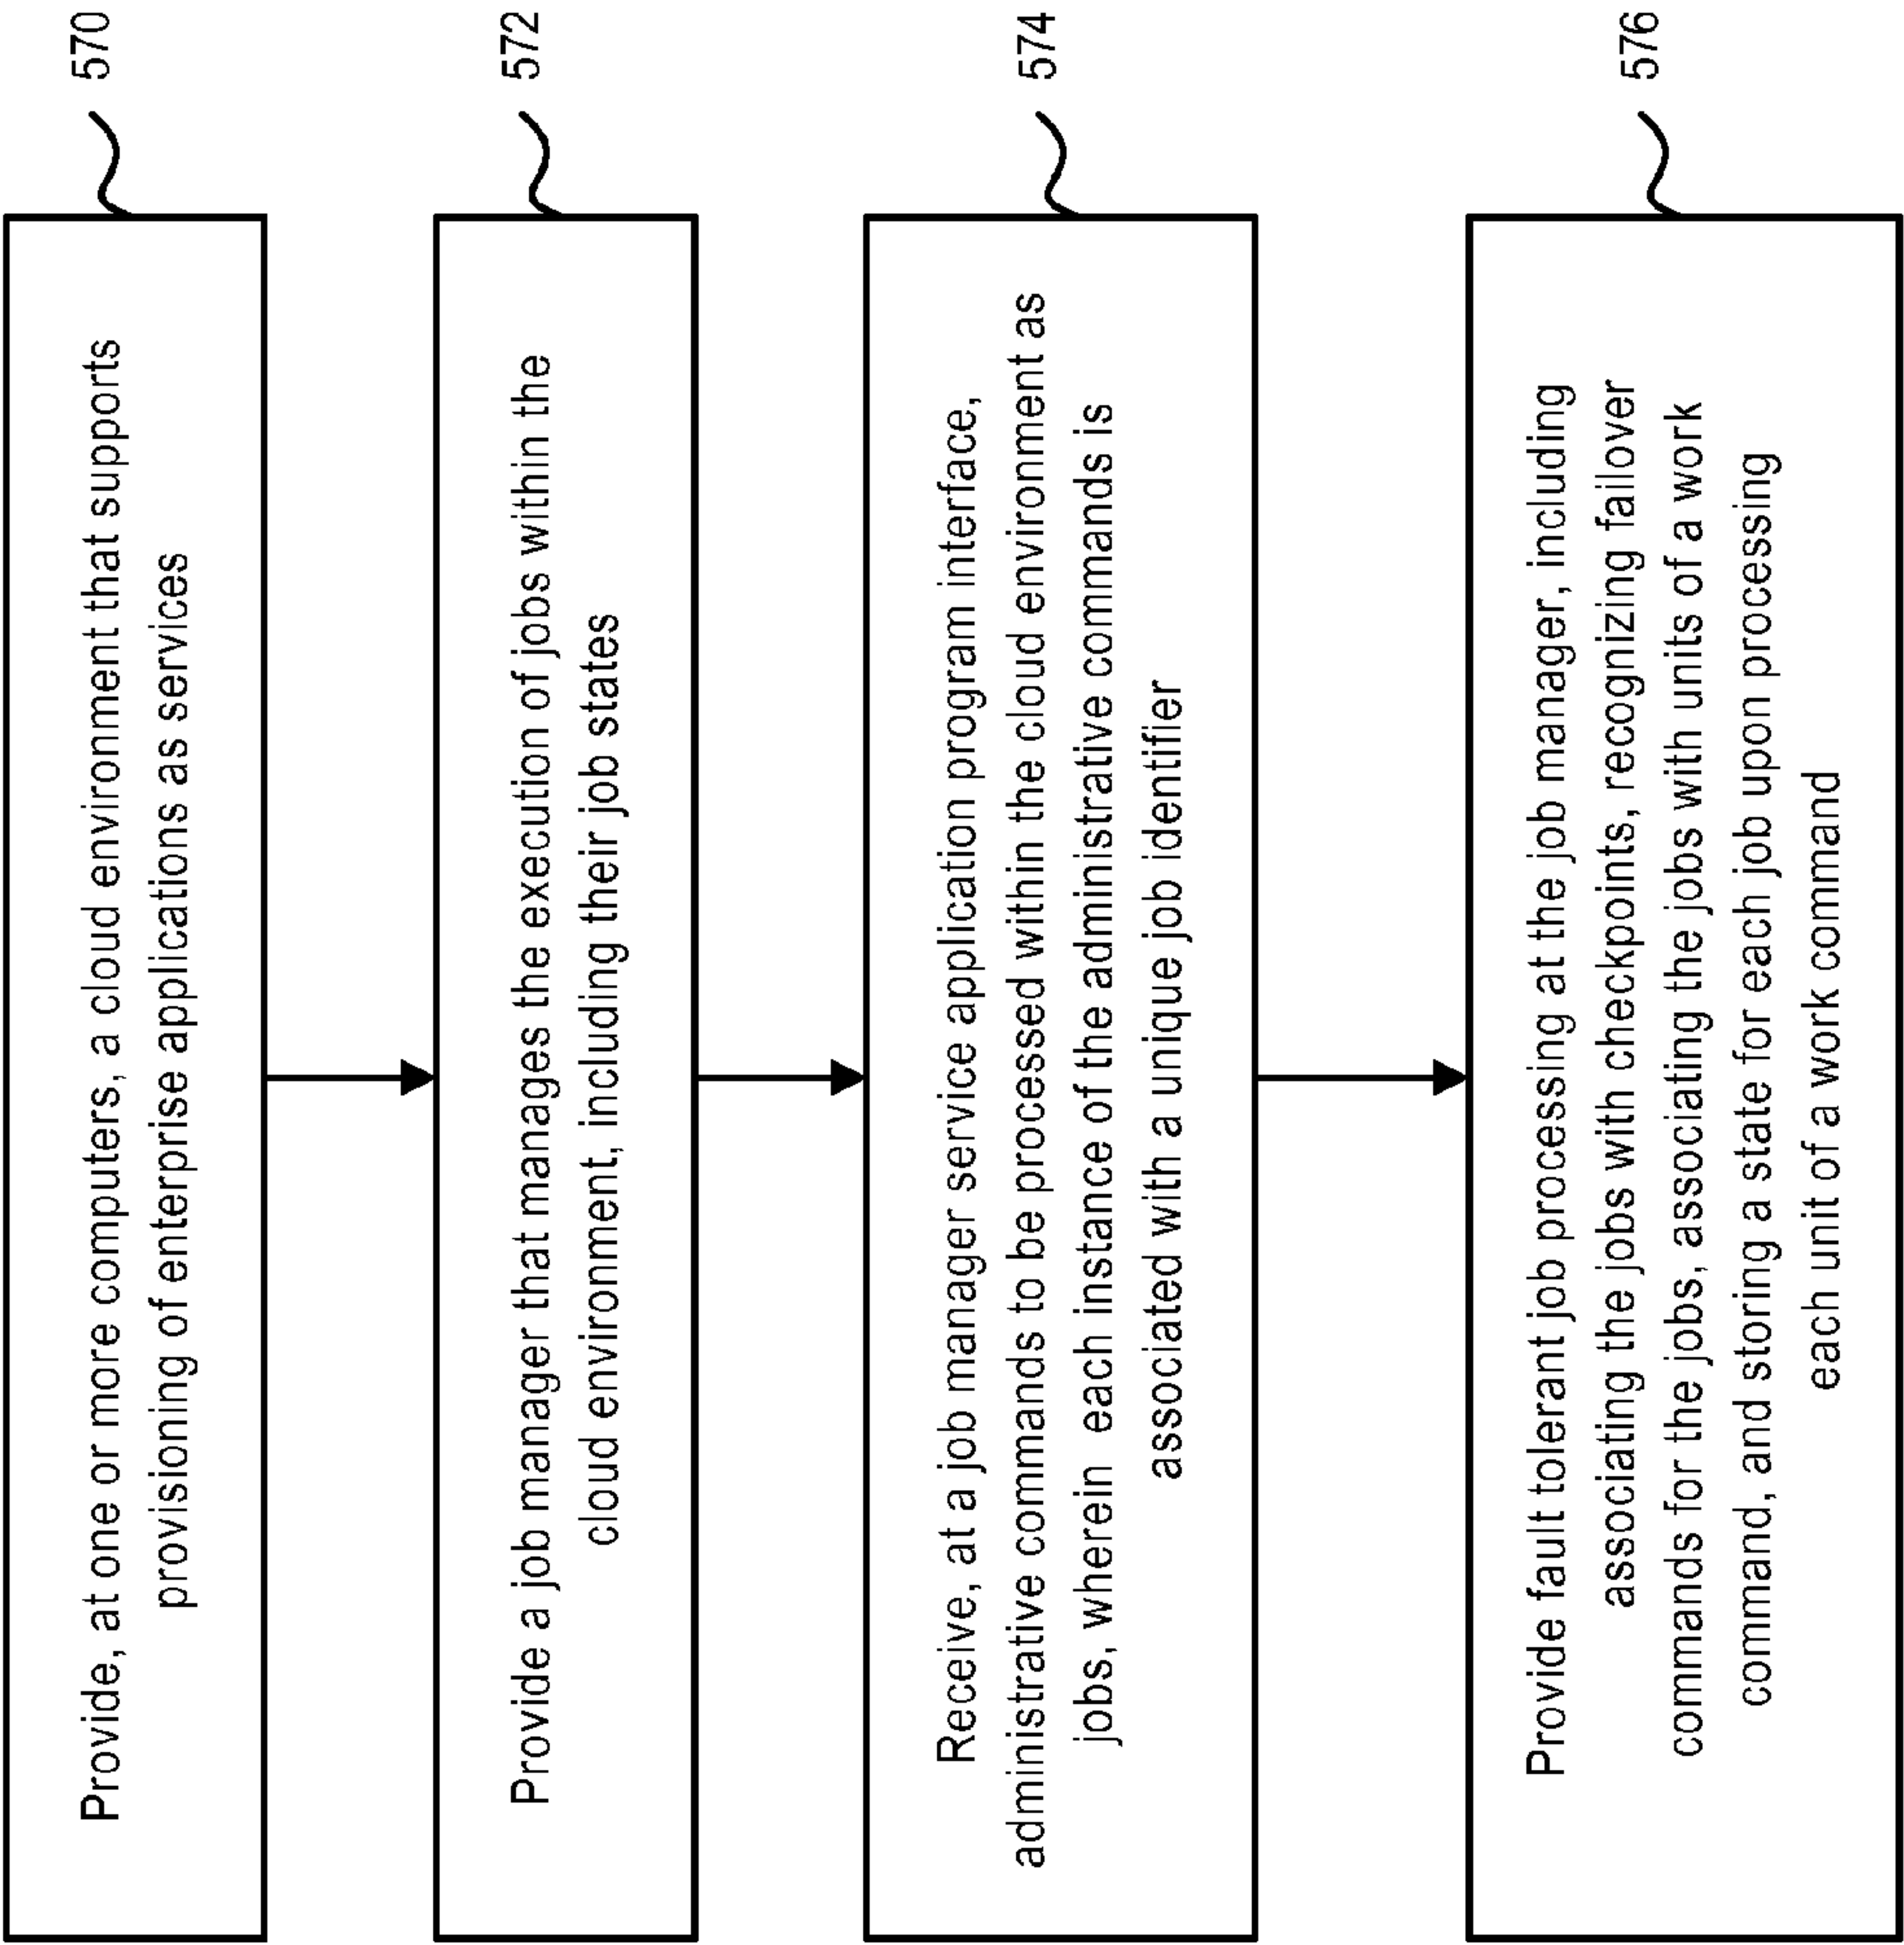 Provide, at one or more computers, a cloud environment that supports
provisioning of enterprise applications as services
570
Provide a job manager that manages the execution of jobs within the
cloud environment, including their job states
572
Receive, at a job manager service application program interface,
administrative commands to be processed within the cloud environment as
jobs, wherein each instance of the administrative commands is
associated with a unique job identifier
574
Provide fault tolerant job processing at the job manager, including
associating the jobs with checkpoints, recognizing failover
commands for the jobs, associating the jobs with units of a work
command, and storing a state for each job upon processing
each unit of a work command
576